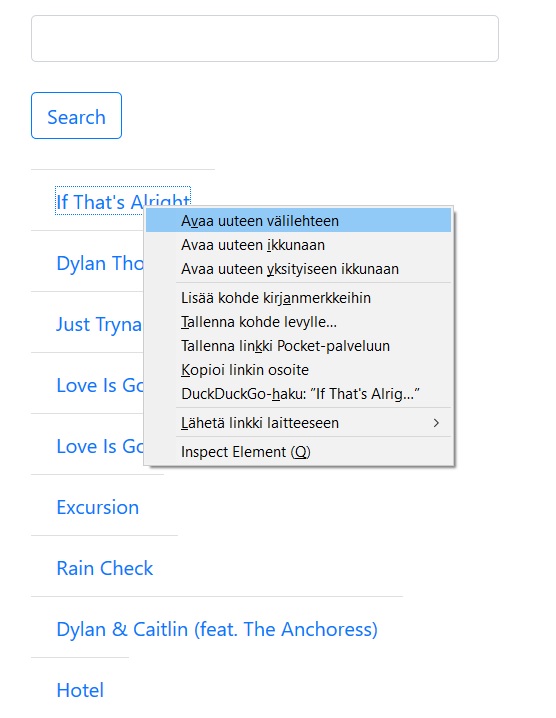 Search
If That's Alright
Avaa uuteen välilehteen
Avaa uuteen ikkunaan
Dylan Tho
Avaa uuteen yksityiseen ikkunaan
Lisää kohde kirjanmerkkeihin
Just Tryna
Tallenna kohde levylle...
Tallenna linkki Pocket-palveluun
Kopioi linkin osoite
Love Is Go
DuckDuckGo-haku: ”If That's Alrig...”
Lähetä linkki laitteeseen
Love Is Go
Inspect Element (Q)
Excursion
Rain Check
Dylan & Caitlin (feat. The Anchoress)
Hotel